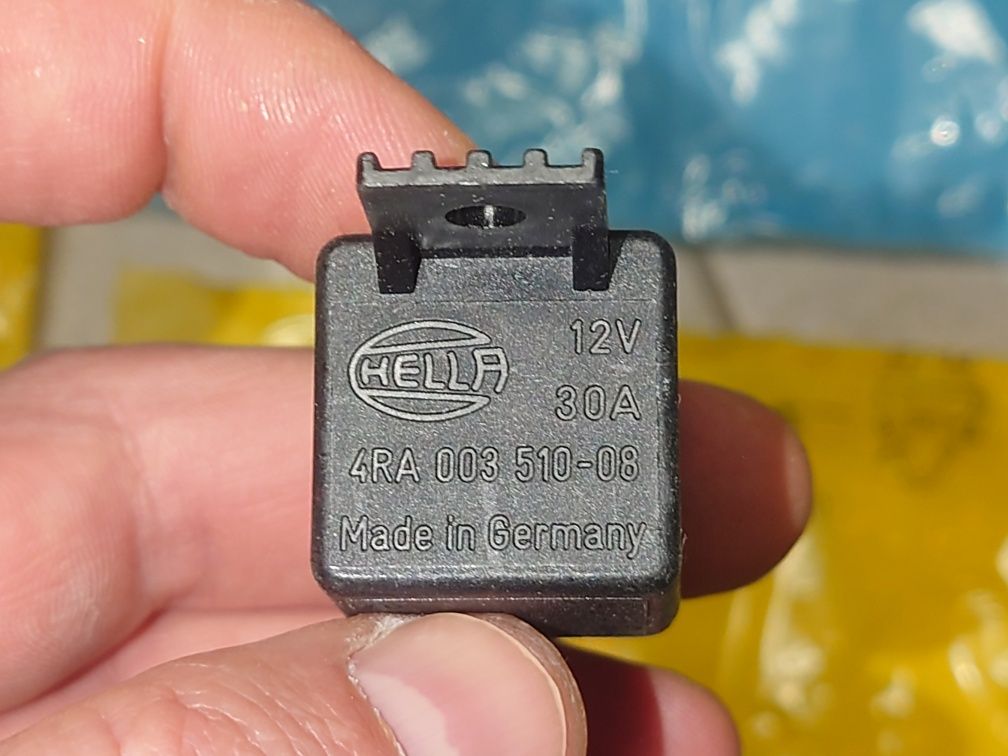 HELLA
12V
30A
4RA 003 510-08
Made in Germany